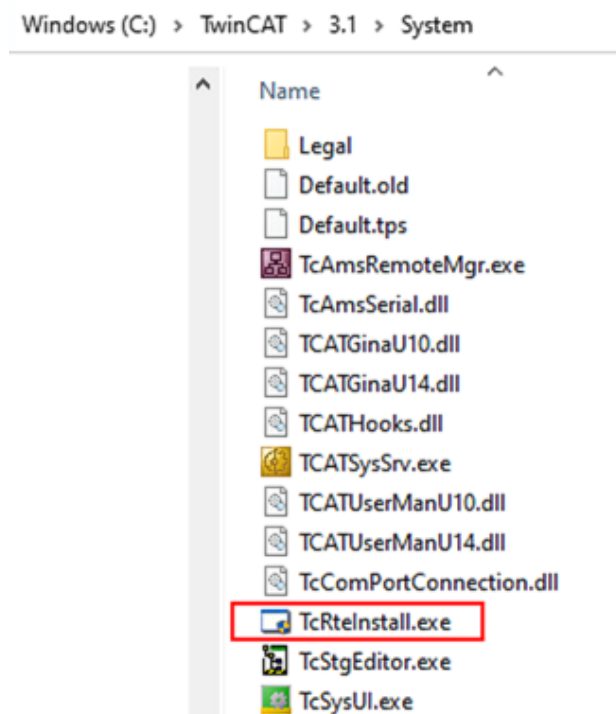 Windows (C:) > TwinCAT > 3.1 > System
Name
Legal
Default.old
Default.tps
TcAmsRemoteMgr.exe
TcAmsSerial.dll
TCATGinaU10.dll
TCATGinaU14.dll
TCATHooks.dll
TCATSysSrv.exe
TCATUserManU10.dll
TCATUserManU14.dll
TcComPortConnection.dll
TcRteInstall.exe
TcStgEditor.exe
TcSysUI.exe